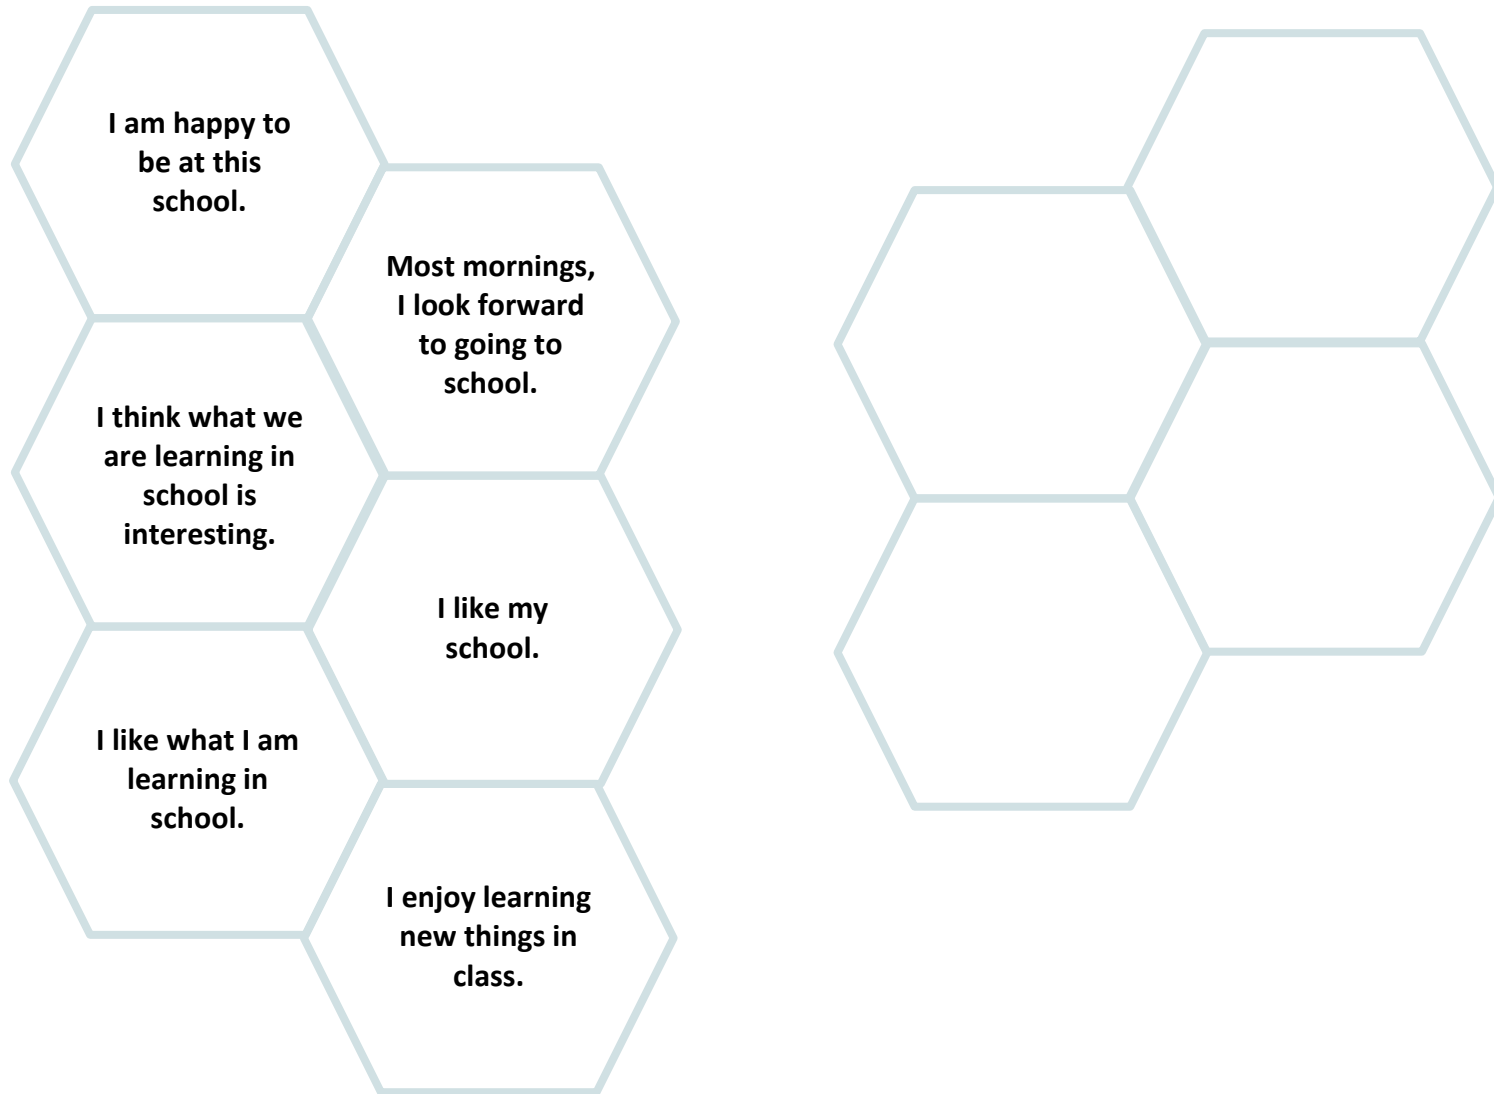 I am happy to
be at this
school.
Most mornings,
I look forward
to going to
school.
I think what we
are learning in
school is
interesting.
I like my
school.
I like what I am
learning in
school.
I enjoy learning
new things in
class.